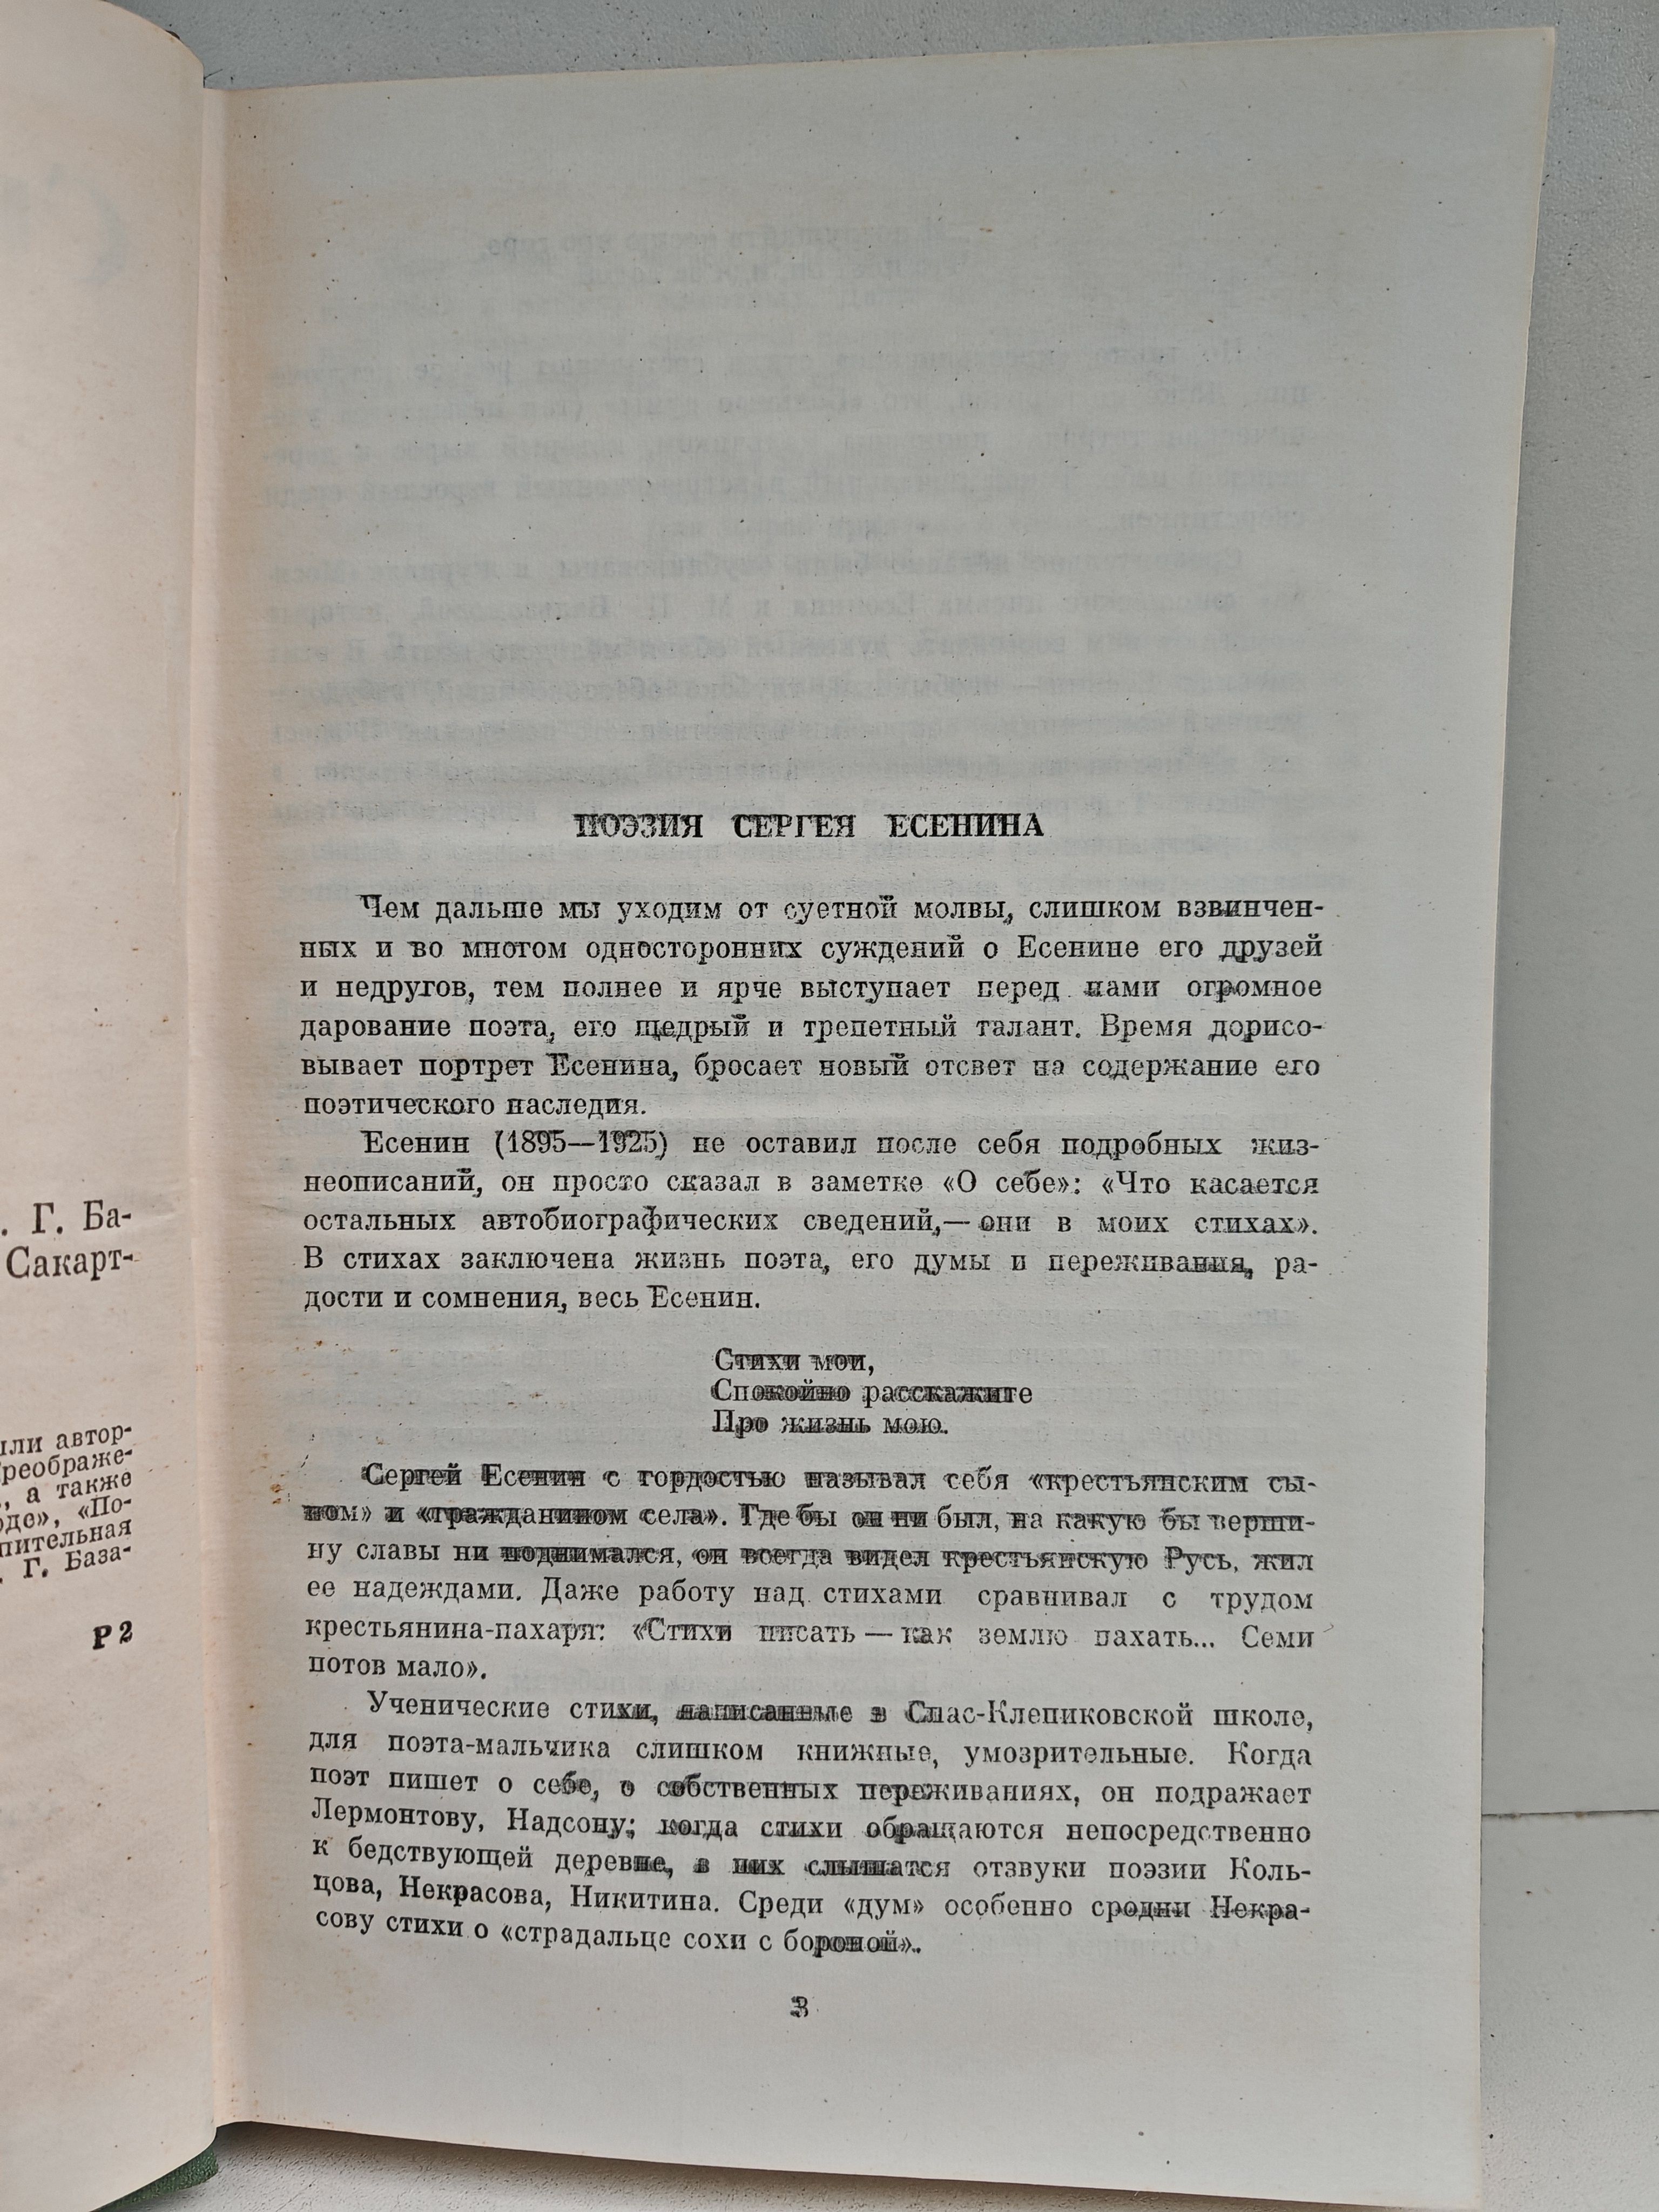 . Г. Ба-
Сакарт-
или автор-
реображе-
., а также
оде», «По-
пительная
. Г. База-
Р2
ПОЭЗИЯ СЕРГЕЯ ЕСЕНИНА
Чем дальше мы уходим от суетной молвы, слишком взвинчен-
ных и во многом односторонних суждений о Есенине его друзей
и недругов, тем полнее и ярче выступает перед нами огромное
дарование поэта, его щедрый и трепетный талант. Время дорисо-
вывает портрет Есенина, бросает новый отсвет на содержание его
поэтического наследия.
Есенин (1895—1925) не оставил после себя подробных жиз-
неописаний, он просто сказал в заметке «О себе»: «Что касается
остальных автобиографических сведений,— они в моих стихах».
В стихах заключена жизнь поэта, его думы и переживания, ра-
дости и сомнения, весь Есенин.
Стихи мои,
Спокойно расскажите
Про жизнь мою.
Сергей Есенин с гордостью называл себя «крестьянским сы-
ном» и «гражданином села». Где бы он ни был, на какую бы верши-
ну славы ни поднимался, он всегда видел крестьянскую Русь, жил
ее надеждами. Даже работу над стихами сравнивал с трудом
крестьянина-пахаря: «Стихи писать — как землю пахать... Семи
потов мало».
Ученические стихи, написанные в Спас-Клепиковской школе,
для поэта-мальчика слишком книжные, умозрительные. Когда
поэт пишет о себе, о собственных переживаниях, он подражает
Лермонтову, Надсону; когда стихи обращаются непосредственно
к бедствующей деревне, в них слышатся отзвуки поэзии Коль-
цова, Некрасова, Никитина. Среди «дум» особенно сродни Некра-
сову стихи о «страдальце сохи с бороной».
3